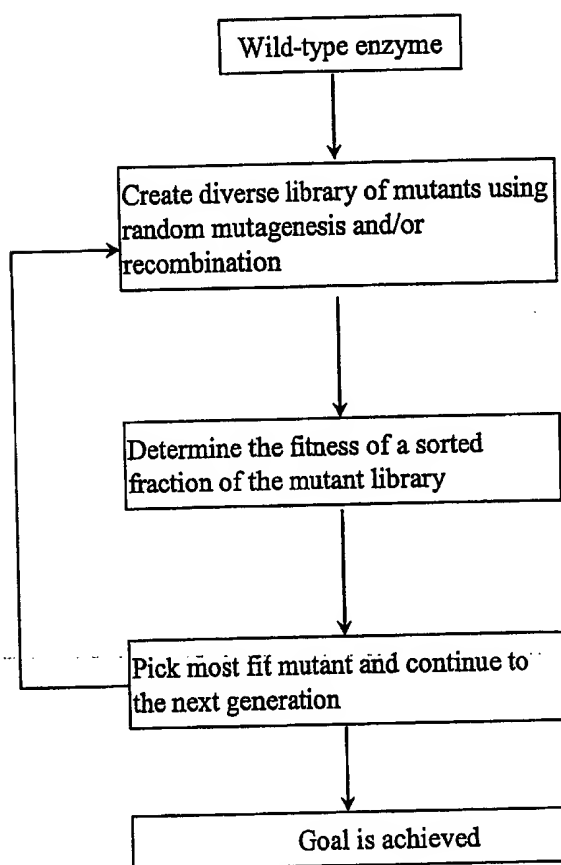 Wild-type enzyme
Create diverse library of mutants using
random mutagenesis and/or
recombination
Determine the fitness of a sorted
fraction of the mutant library
Pick most fit mutant and continue to
the next generation
Goal is achieved